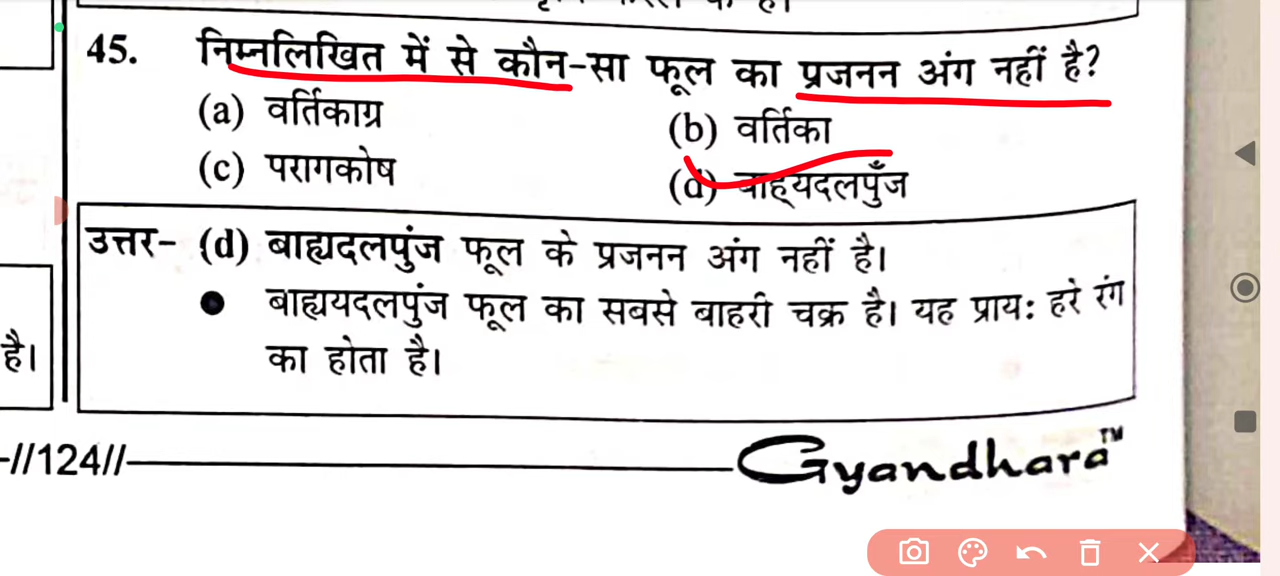 45. निम्नलिखित में से कौन-सा फूल का प्रजनन अंग नहीं है?
(a) वर्तिकाग्र (b) वर्तिका
(c) परागकोष (d) बाह्यदलपुँज
उत्तर- (d) बाह्यदलपुंज फूल के प्रजनन अंग नहीं है।
● बाह्ययदलपुंज फूल का सबसे बाहरी चक्र है। यह प्राय: हरे रंग
का होता है।
है।
-//124//-
Gyandhara™